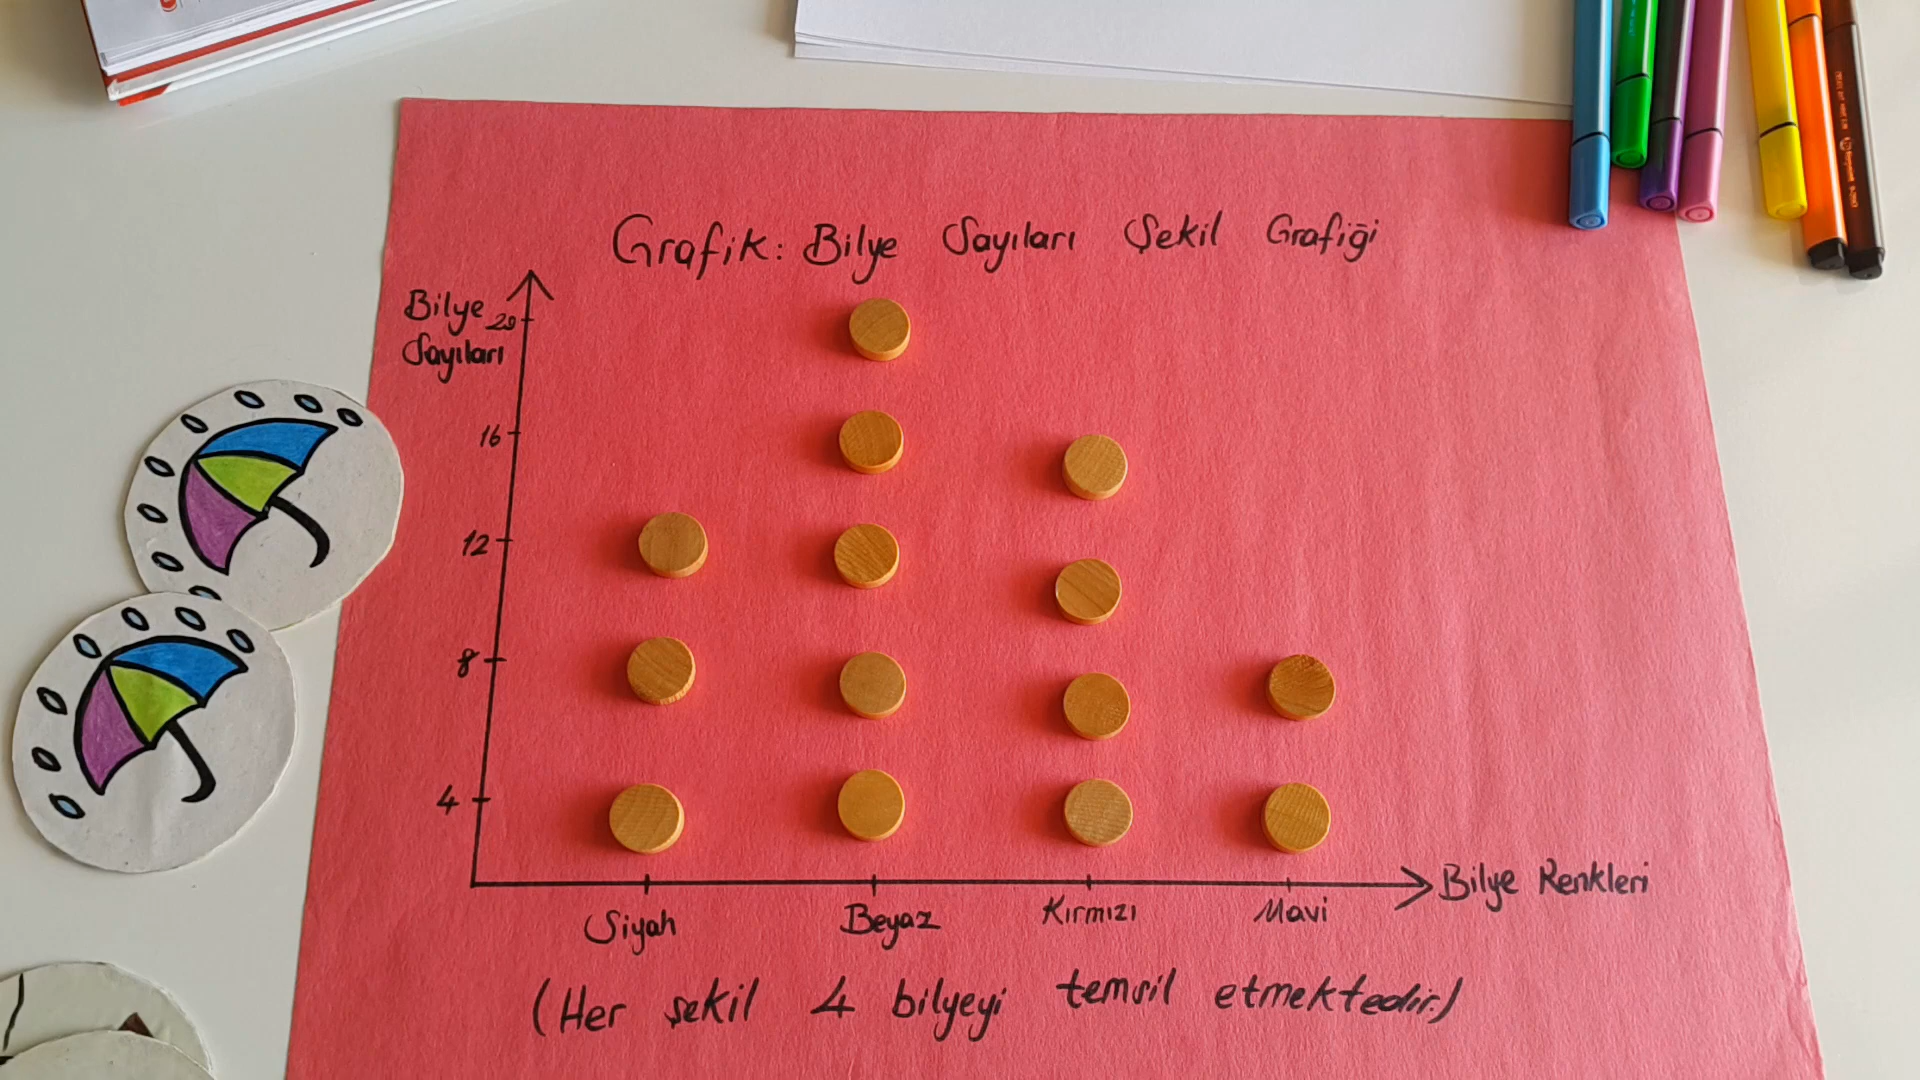 Grafik: Bilye Sayıları Şekil Grafiği
Bilye
Sayıları
20
16
12
8
4
Siyah Beyaz Kırmızı Mavi
Bilye Renkleri
(Her şekil 4 bilyeyi temsil etmektedir.)